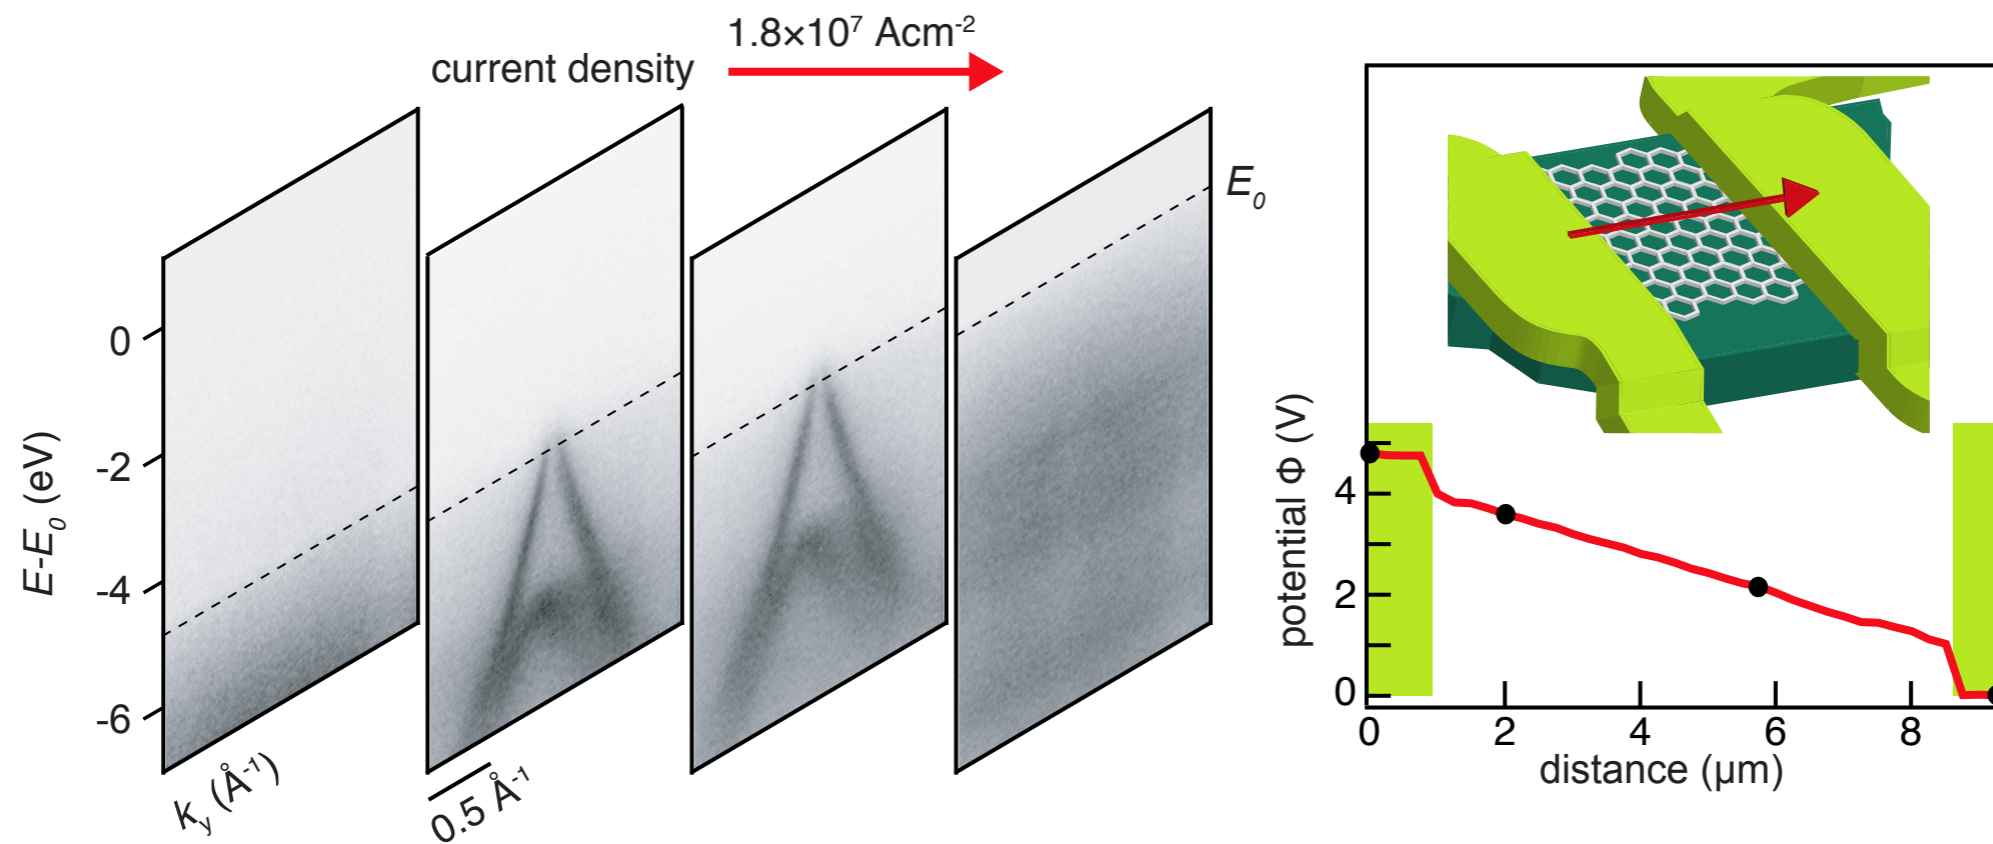 1.8×10⁷ Acm⁻²
current density
E₀
0
-2
-4
-6
E-E₀ (eV)
k_y (Å⁻¹)
0.5 Å⁻¹
potential Φ (V)
4
2
0
0 2 4 6 8
distance (μm)